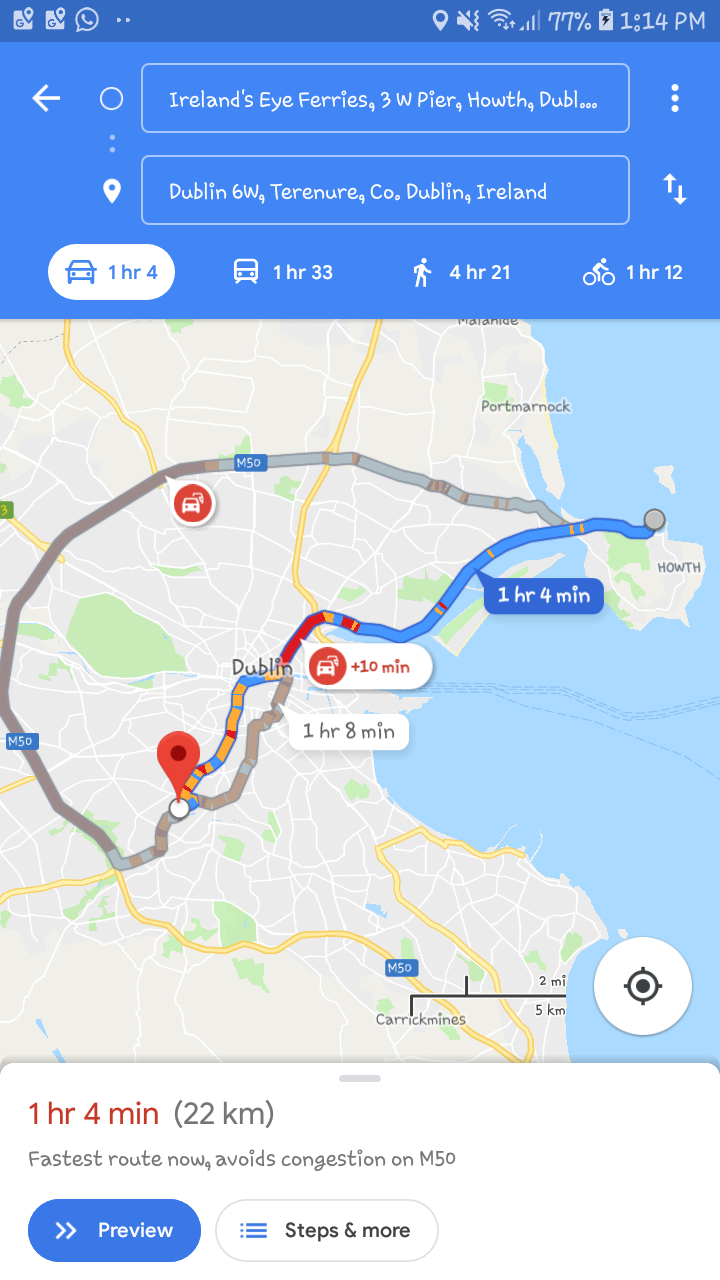 77% 1:14 PM
Ireland's Eye Ferries, 3 W Pier, Howth, Dubl...
Dublin 6W, Terenure, Co. Dublin, Ireland
1 hr 4
1 hr 33
4 hr 21
1 hr 12
Malahide
Portmarnock
M50
3
HOWTH
1 hr 4 min
Dublin
+10 min
1 hr 8 min
M50
M50
2 mi
5 km
Carrickmines
1 hr 4 min (22 km)
Fastest route now, avoids congestion on M50
Preview
Steps & more